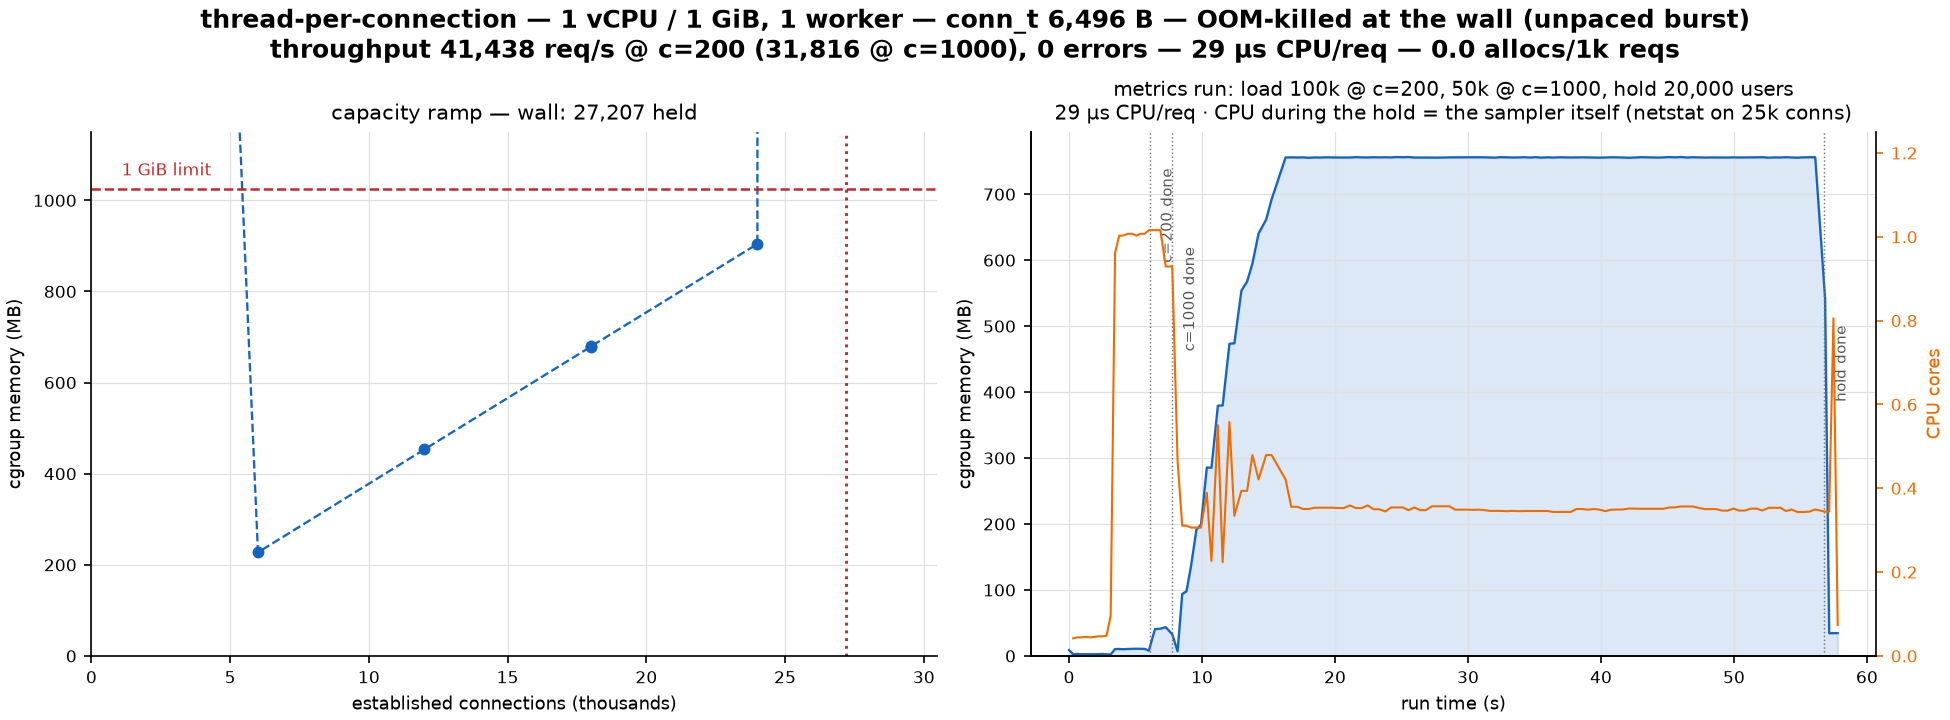 thread-per-connection — 1 vCPU / 1 GiB, 1 worker — conn_t 6,496 B — OOM-killed at the wall (unpaced burst)
throughput 41,438 req/s @ c=200 (31,816 @ c=1000), 0 errors — 29 µs CPU/req — 0.0 allocs/1k reqs
capacity ramp — wall: 27,207 held
1 GiB limit
cgroup memory (MB)
1000
800
600
400
200
0
0
5
10
15
20
25
30
established connections (thousands)
metrics run: load 100k @ c=200, 50k @ c=1000, hold 20,000 users
29 µs CPU/req · CPU during the hold = the sampler itself (netstat on 25k conns)
cgroup memory (MB)
700
600
500
400
300
200
100
0
c=200 done
c=1000 done
hold done
1.2
1.0
0.8
0.6
0.4
0.2
0.0
CPU cores
0
10
20
30
40
50
60
run time (s)